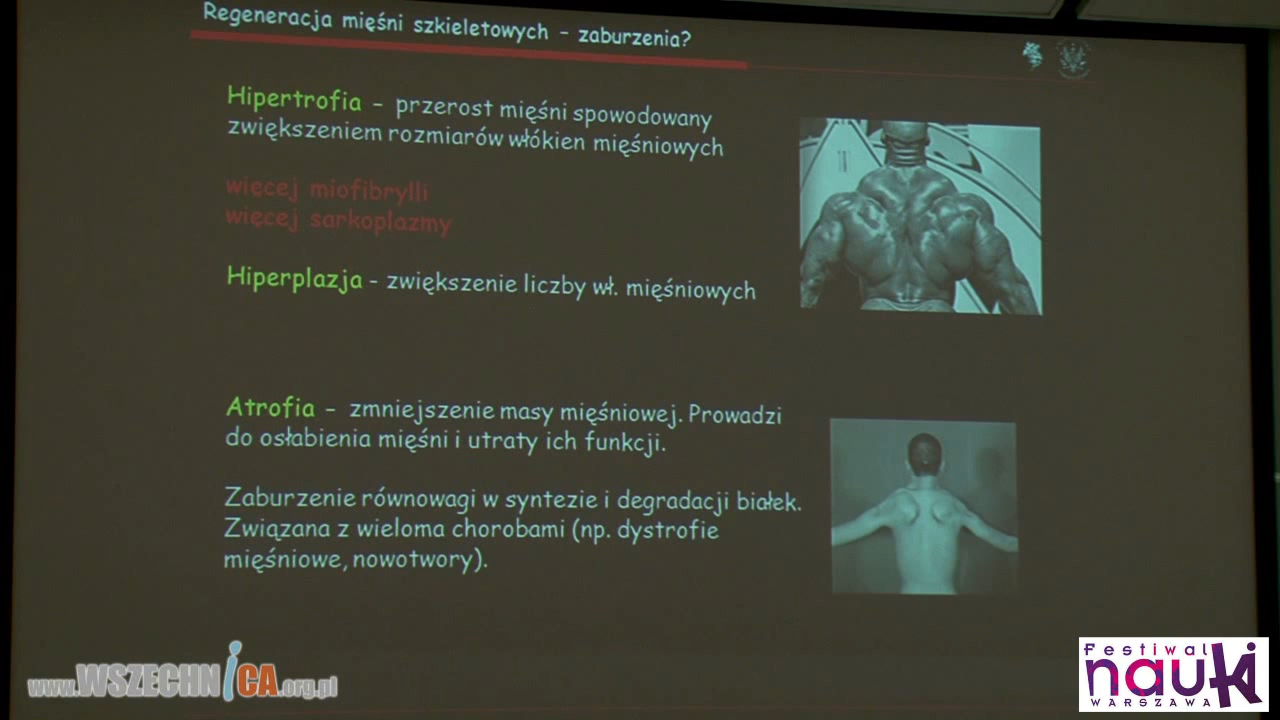 Regeneracja mięśni szkieletowych – zaburzenia?
Hipertrofia – przerost mięśni spowodowany
zwiększeniem rozmiarów włókien mięśniowych
więcej miofibrylli
więcej sarkoplazmy
Hiperplazja - zwiększenie liczby wł. mięśniowych
Atrofia – zmniejszenie masy mięśniowej. Prowadzi
do osłabienia mięśni i utraty ich funkcji.
Zaburzenie równowagi w syntezie i degradacji białek.
Związana z wieloma chorobami (np. dystrofie
mięśniowe, nowotwory).
www.WSZECHNiCA.org.pl
Festiwal
nauki
WARSZAWA